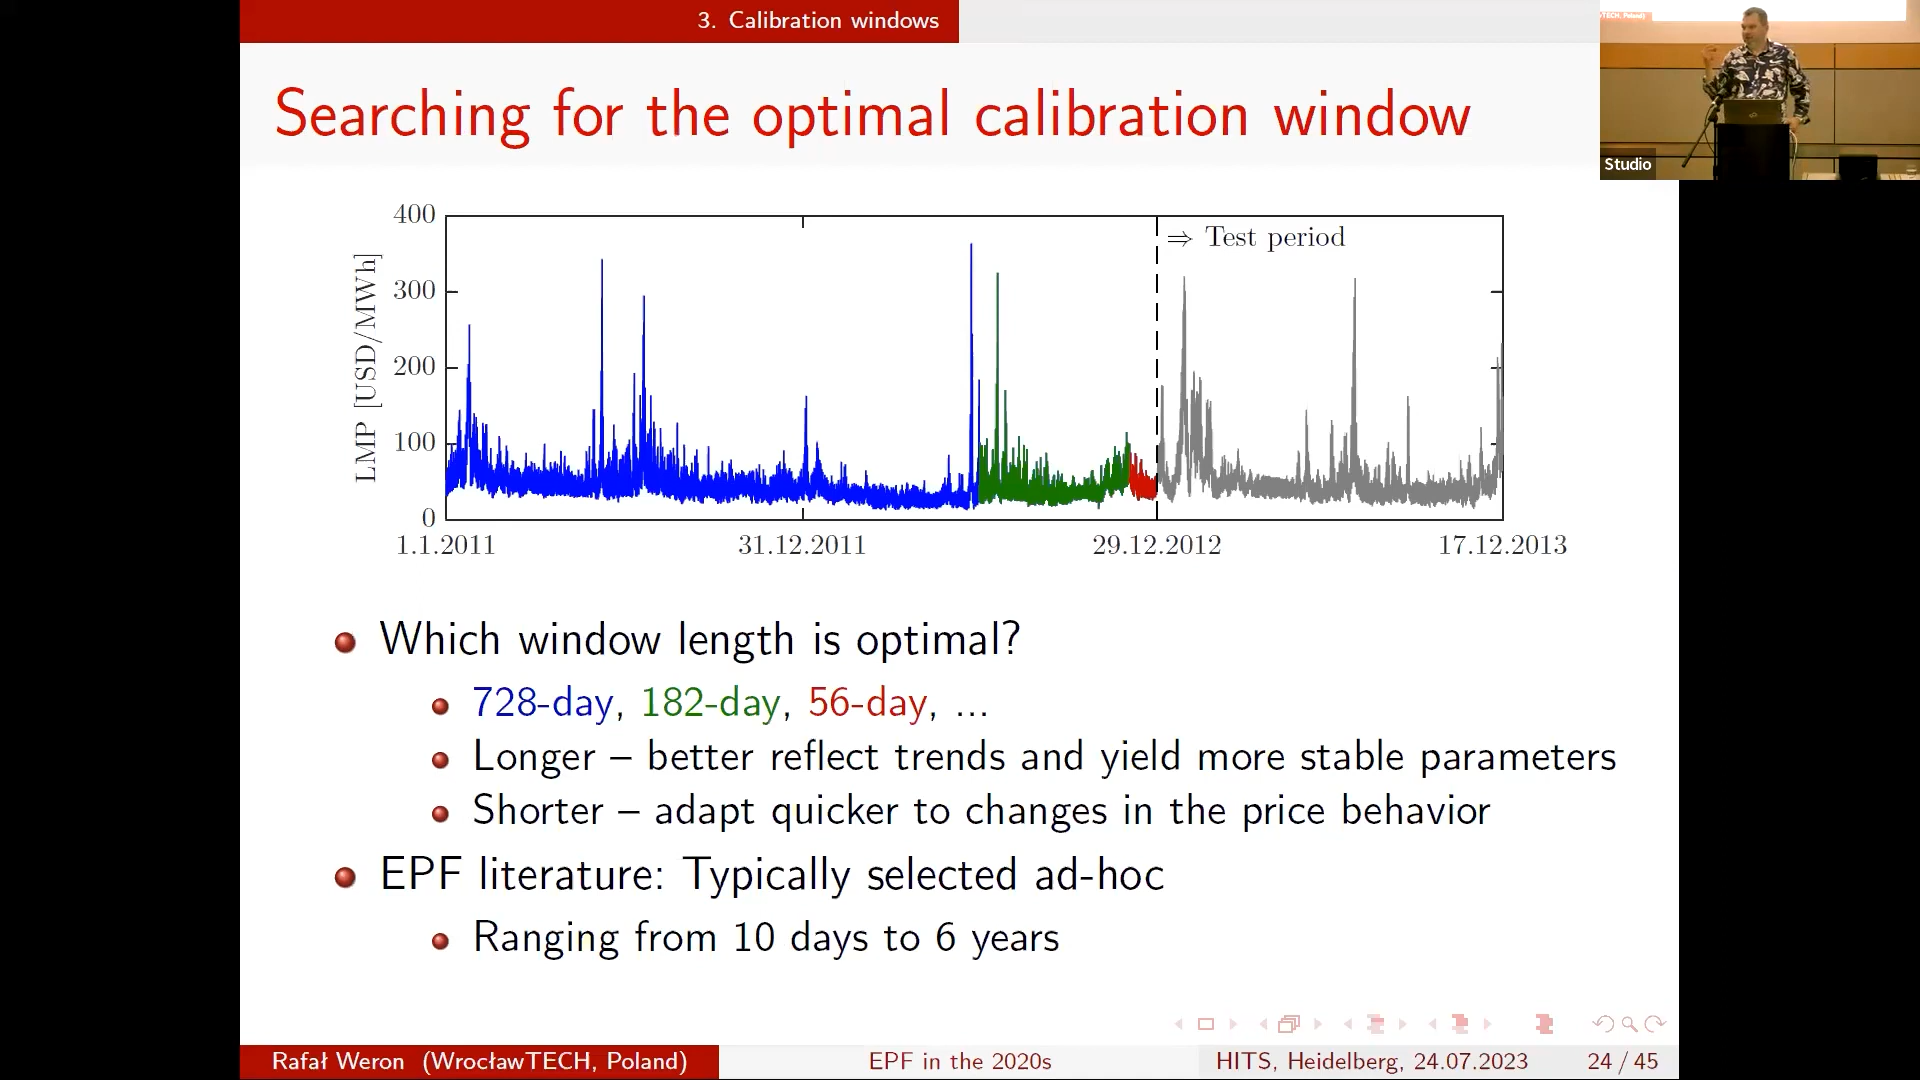 3. Calibration windows
Searching for the optimal calibration window
TECH, Poland)
Studio
LMP [USD/MWh]
400
300
200
100
0
⇒ Test period
1.1.2011
31.12.2011
29.12.2012
17.12.2013
Which window length is optimal?
728-day, 182-day, 56-day, ...
Longer – better reflect trends and yield more stable parameters
Shorter – adapt quicker to changes in the price behavior
EPF literature: Typically selected ad-hoc
Ranging from 10 days to 6 years
Rafał Weron (WrocławTECH, Poland)
EPF in the 2020s
HITS, Heidelberg, 24.07.2023
24 / 45